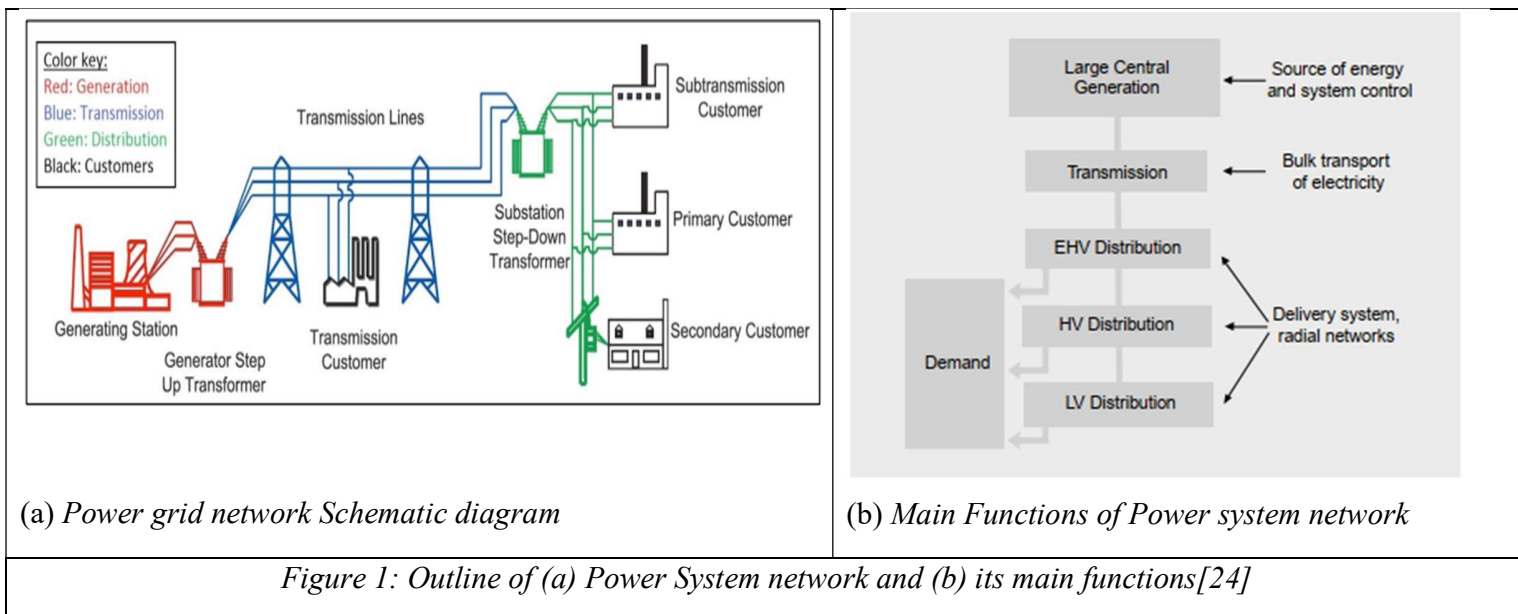 Color key:
Red: Generation
Blue: Transmission
Green: Distribution
Black: Customers
Transmission Lines
Subtransmission
Customer
Substation
Step-Down
Transformer
Primary Customer
Generating Station
Generator Step
Up Transformer
Transmission
Customer
Secondary Customer
(a) Power grid network Schematic diagram
Large Central
Generation
Source of energy
and system control
Transmission
Bulk transport
of electricity
EHV Distribution
HV Distribution
Delivery system,
radial networks
Demand
LV Distribution
(b) Main Functions of Power system network
Figure 1: Outline of (a) Power System network and (b) its main functions[24]